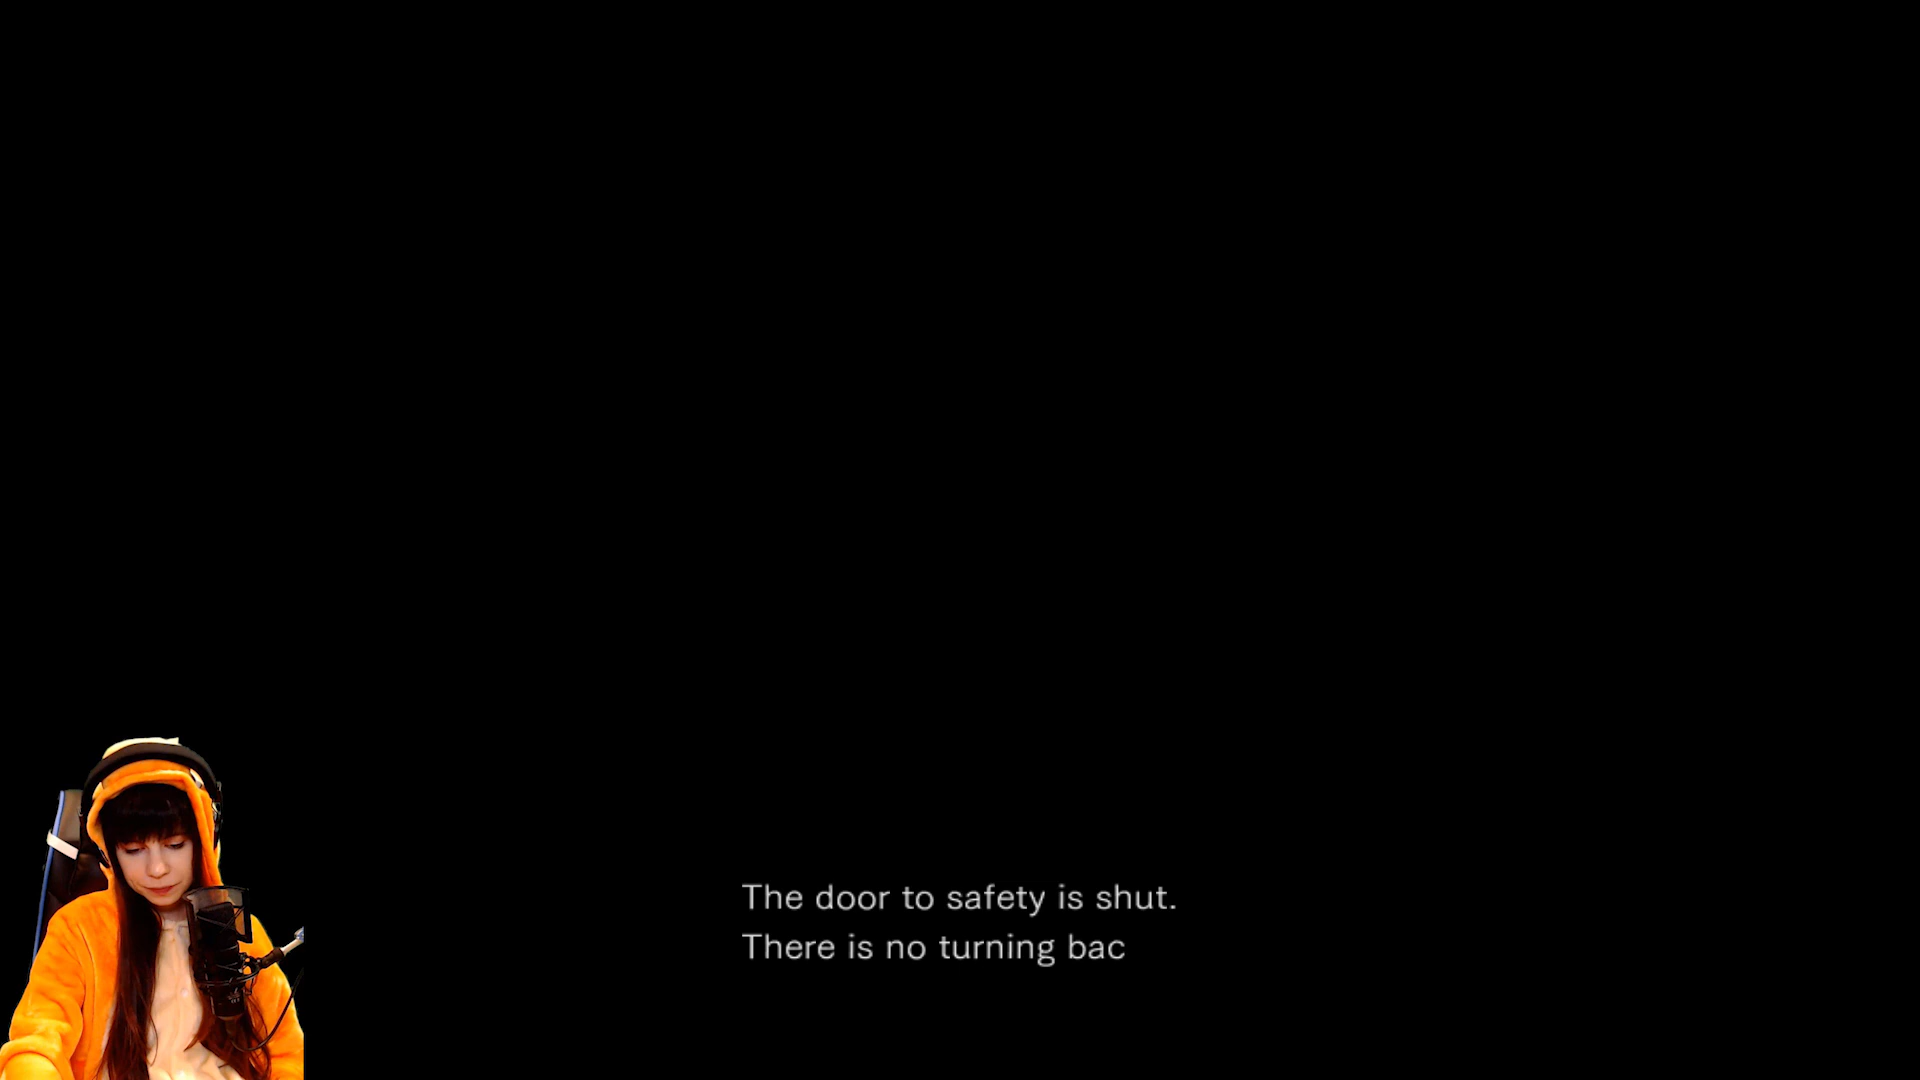 The door to safety is shut.
There is no turning bac